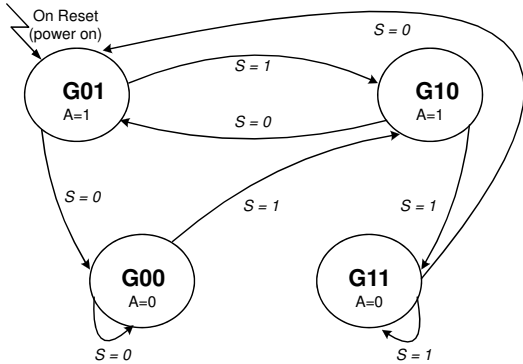 On Reset
(power on)
S = 0
G01
A=1
S = 1
G10
A=1
S = 0
S = 0
S = 1
S = 1
G00
A=0
G11
A=0
S = 0
S = 1